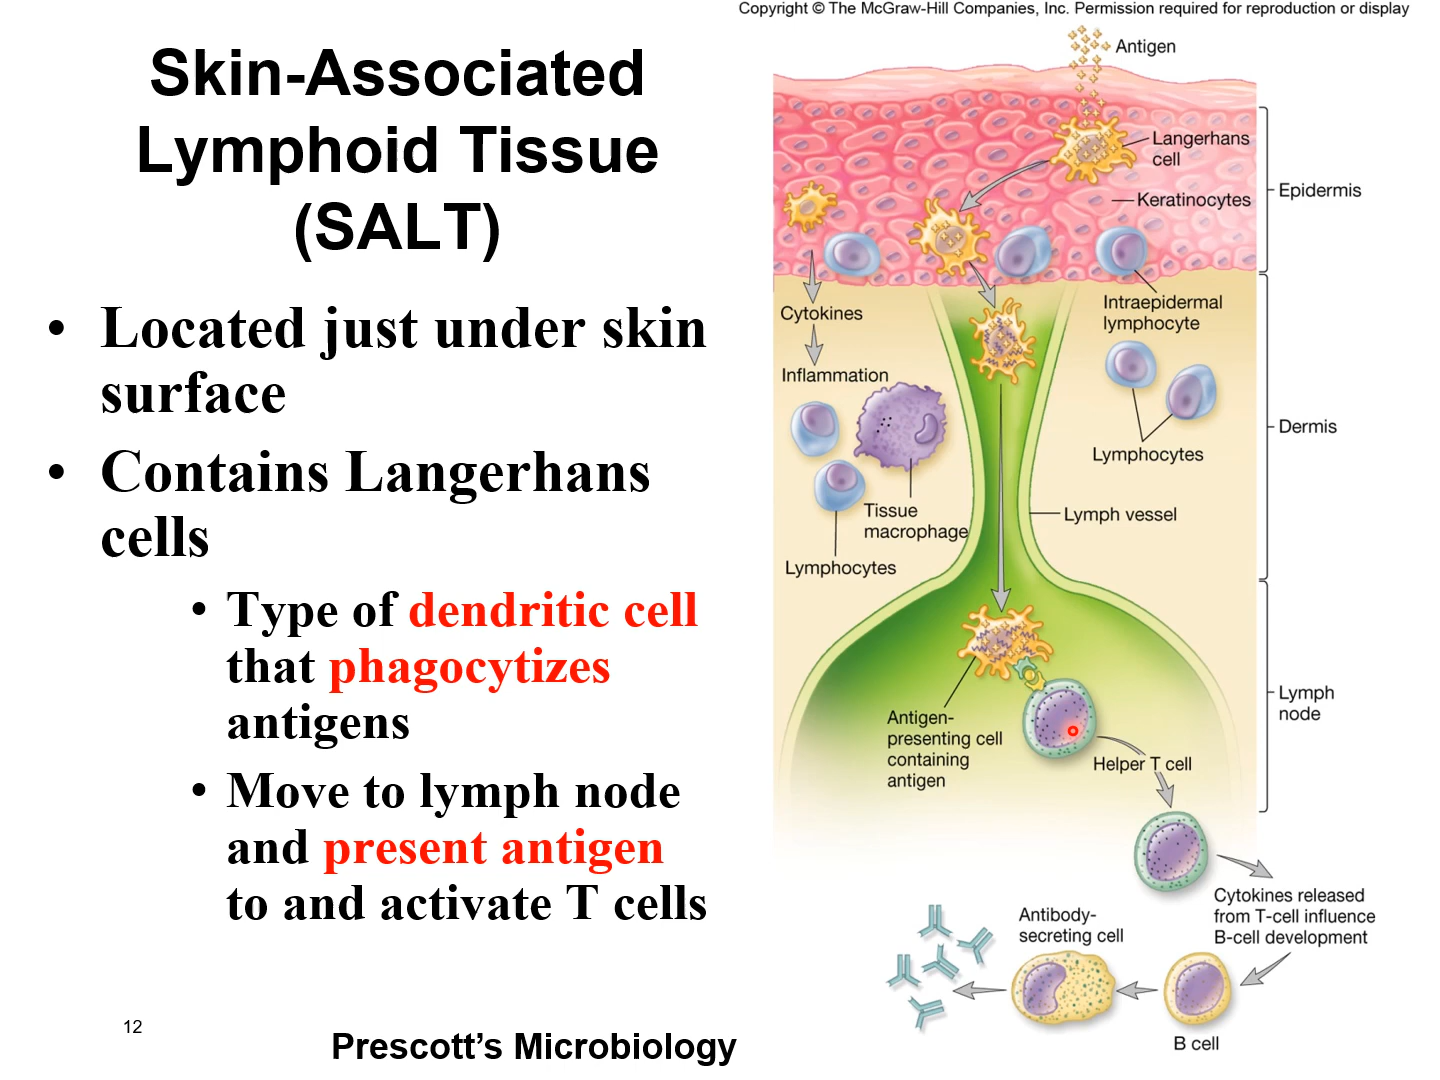 Copyright © The McGraw-Hill Companies, Inc. Permission required for reproduction or display
Skin-Associated
Lymphoid Tissue
(SALT)
• Located just under skin
surface
• Contains Langerhans
cells
• Type of dendritic cell
that phagocytizes
antigens
• Move to lymph node
and present antigen
to and activate T cells
12
Prescott’s Microbiology
Antigen
Langerhans
cell
Keratinocytes
Epidermis
Intraepidermal
lymphocyte
Cytokines
Inflammation
Lymphocytes
Dermis
Tissue
macrophage
Lymph vessel
Lymphocytes
Lymph
node
Antigen-
presenting cell
containing
antigen
Helper T cell
Cytokines released
from T-cell influence
B-cell development
Antibody-
secreting cell
B cell